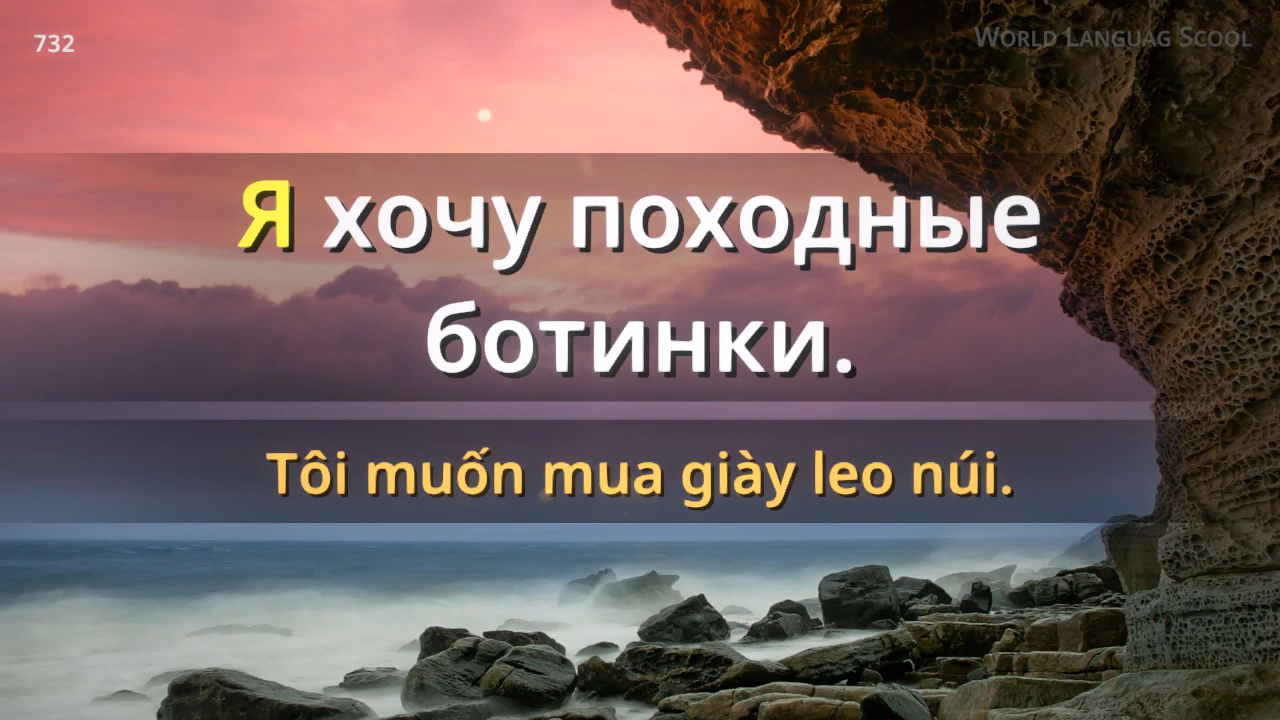 732
World Languag Scool
Я хочу походные
ботинки.
Tôi muốn mua giày leo núi.